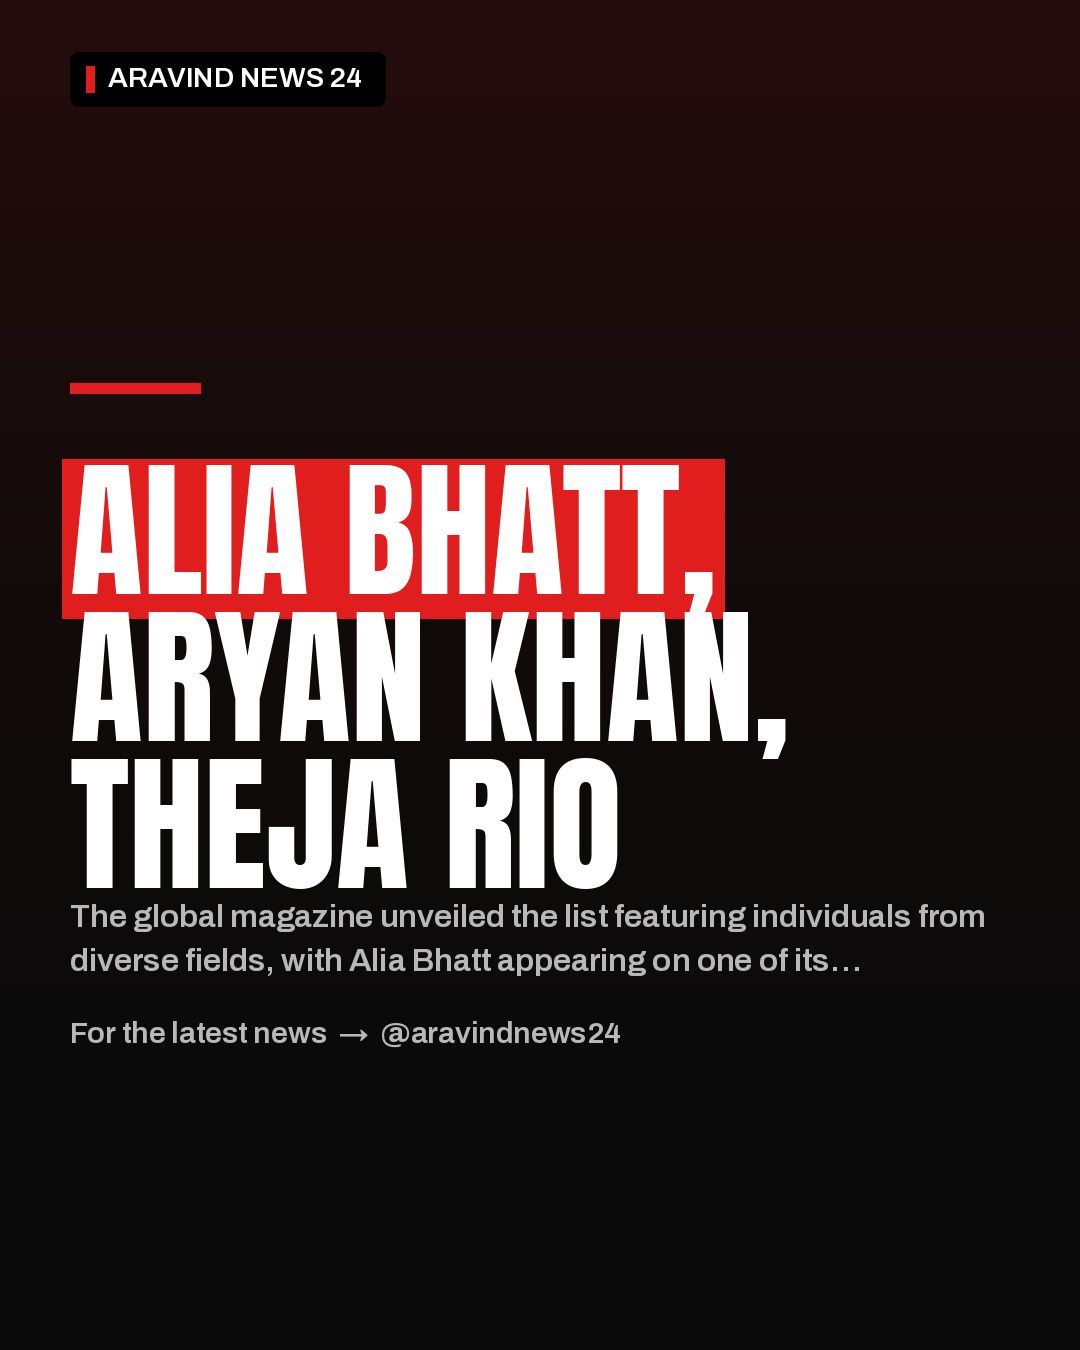 ARAVIND NEWS 24
ALIA BHATT,
ARYAN KHAN,
THEJA RIO
The global magazine unveiled the list featuring individuals from
diverse fields, with Alia Bhatt appearing on one of its...
For the latest news → @aravindnews24